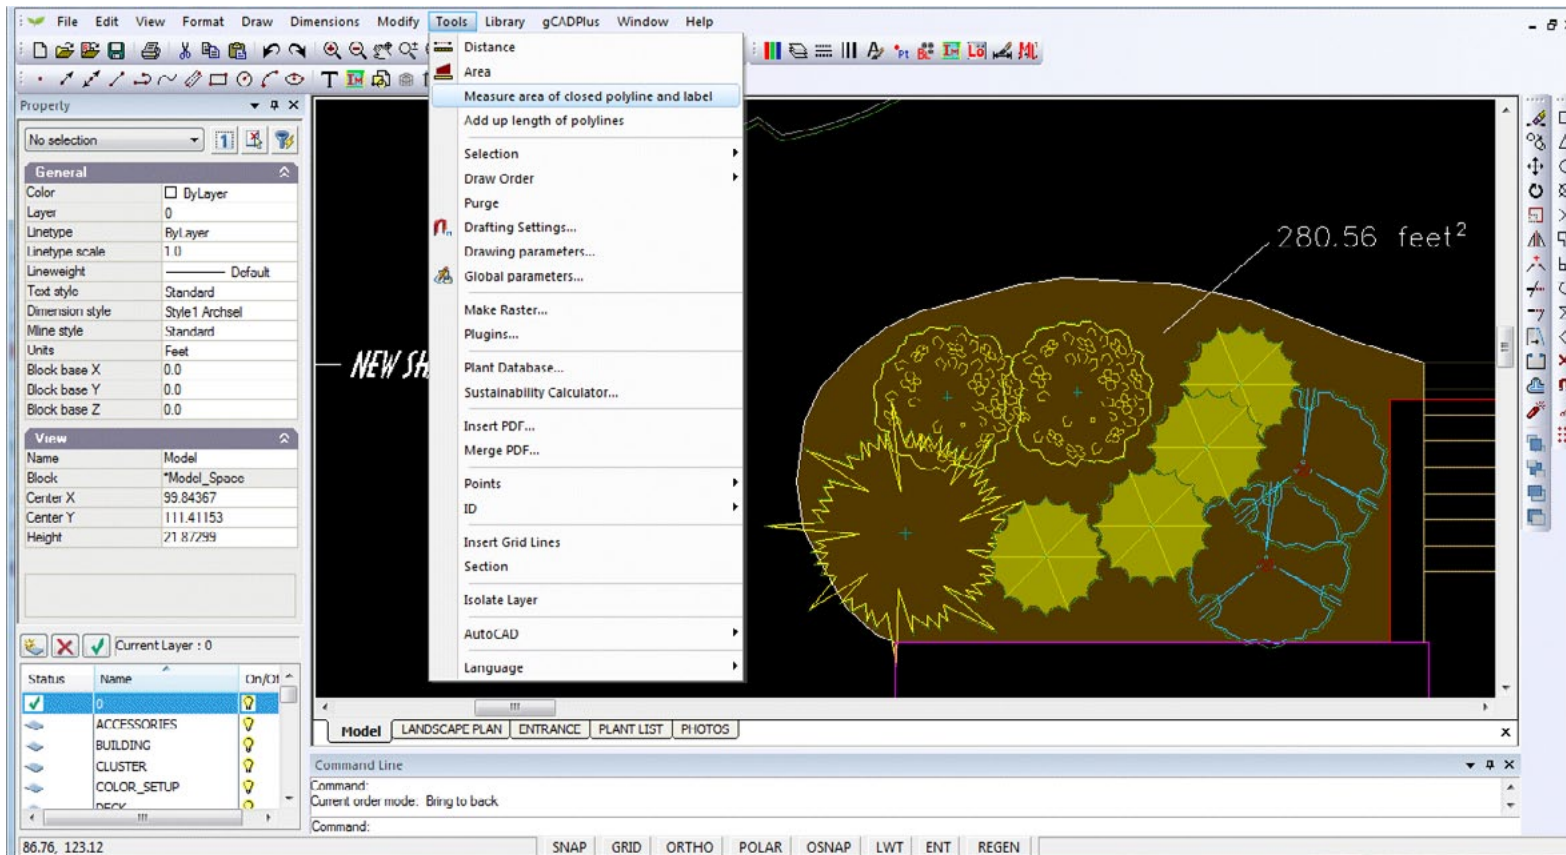 File Edit View Format Draw Dimensions Modify Tools Library gCADPlus Window Help
Property
No selection
General
Color ByLayer
Layer 0
Linetype ByLayer
Linetype scale 1.0
Lineweight Default
Text style Standard
Dimension style Style1 Archsel
Mline style Standard
Units Feet
Block base X 0.0
Block base Y 0.0
Block base Z 0.0
View
Name Model
Block *Model_Space
Center X 99.84367
Center Y 111.41153
Height 21.87299
Current Layer : 0
Status Name On/Of
0
ACCESSORIES
BUILDING
CLUSTER
COLOR_SETUP
DECK
Distance
Area
Measure area of closed polyline and label
Add up length of polylines
Selection
Draw Order
Purge
Drafting Settings...
Drawing parameters...
Global parameters...
Make Raster...
Plugins...
Plant Database...
Sustainability Calculator...
Insert PDF...
Merge PDF...
Points
ID
Insert Grid Lines
Section
Isolate Layer
AutoCAD
Language
NEW SH
280.56 feet²
Model LANDSCAPE PLAN ENTRANCE PLANT LIST PHOTOS
Command Line
Command:
Current order mode. Bring to back
Command:
86.76, 123.12 SNAP GRID ORTHO POLAR OSNAP LWT ENT REGEN